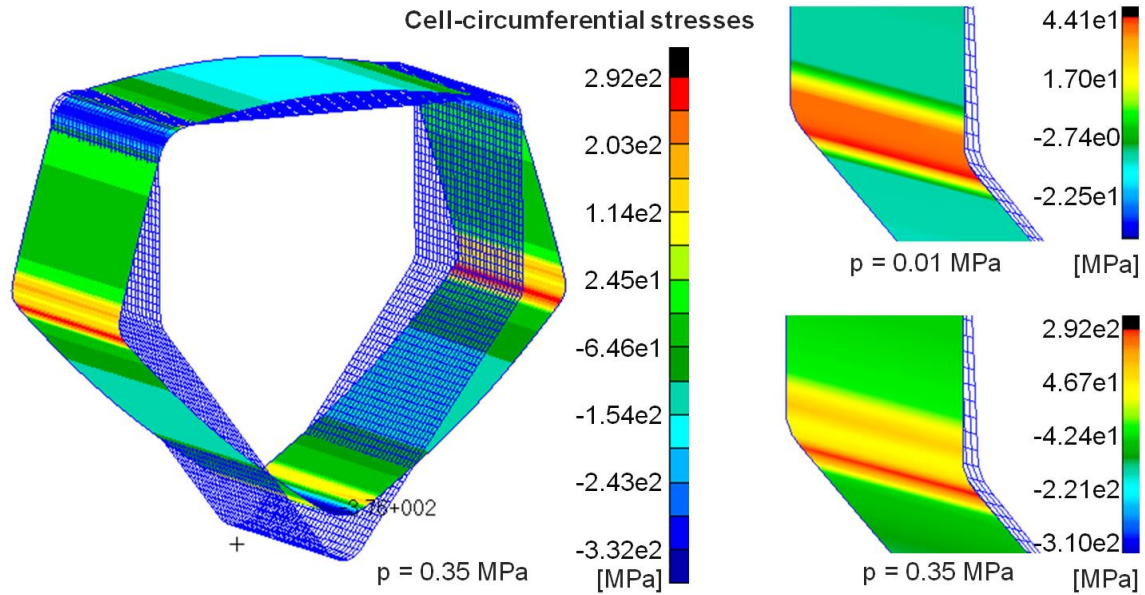 Cell-circumferential stresses
2.92e2
2.03e2
1.14e2
2.45e1
-6.46e1
-1.54e2
-2.43e2
-3.32e2
[MPa]
p = 0.35 MPa
4.41e1
1.70e1
-2.74e0
-2.25e1
p = 0.01 MPa
[MPa]
2.92e2
4.67e1
-4.24e1
-2.21e2
-3.10e2
p = 0.35 MPa
[MPa]